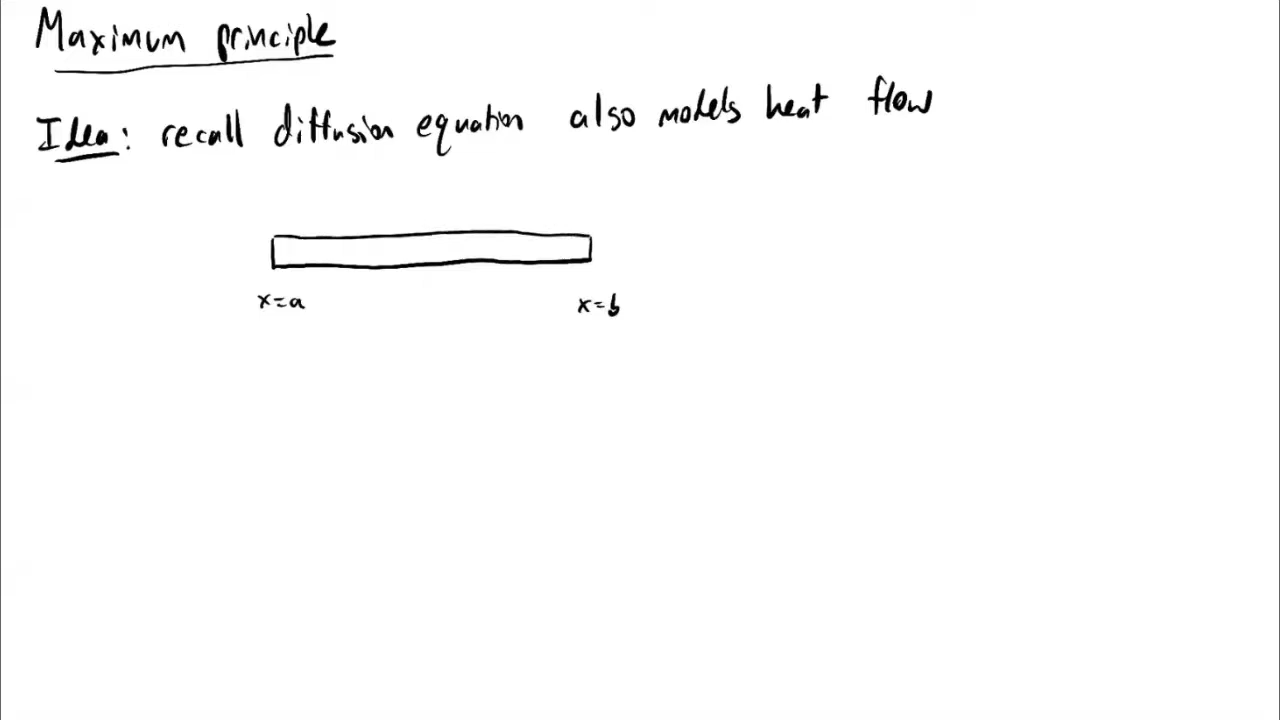 Maximum principle
Idea: recall diffusion equation also models heat flow
x=a
x=b